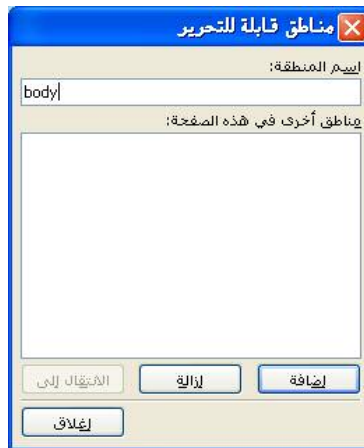 مناطق قابلة للتحرير
اسم المنطقة:
body
مناطق أخرى في هذه الصفحة:
إضافة إزالة الانتقال إلى
إغلاق